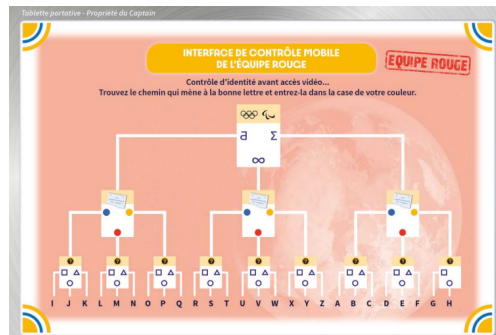 Tablette portative - Propriété du Captain
INTERFACE DE CONTRÔLE MOBILE
DE L'ÉQUIPE ROUGE
EQUIPE ROUGE
Contrôle d'identité avant accès vidéo...
Trouvez le chemin qui mène à la bonne lettre et entrez-la dans la case de votre couleur.
∂ Σ
∞
? ? ? ? ? ? ? ? ?
I J K L M N O P Q R S T U V W X Y Z A B C D E F G H